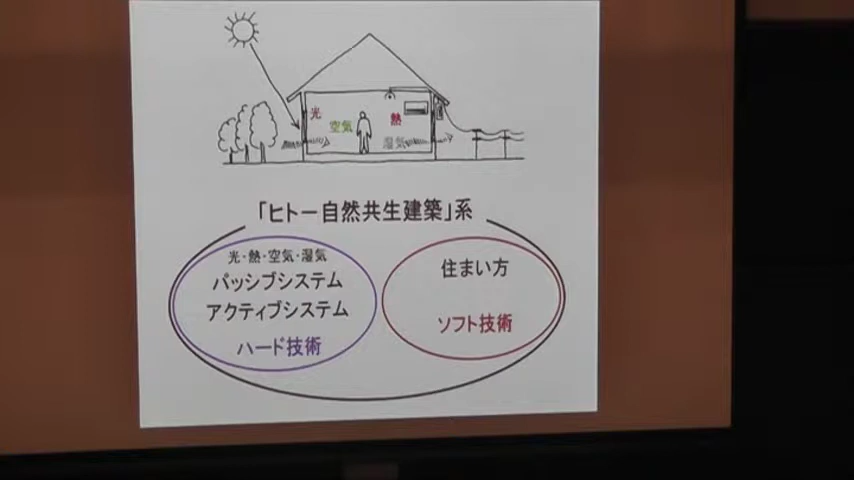 光
空気
熱
湿気
「ヒトー自然共生建築」系
光・熱・空気・湿気
パッシブシステム
アクティブシステム
ハード技術
住まい方
ソフト技術